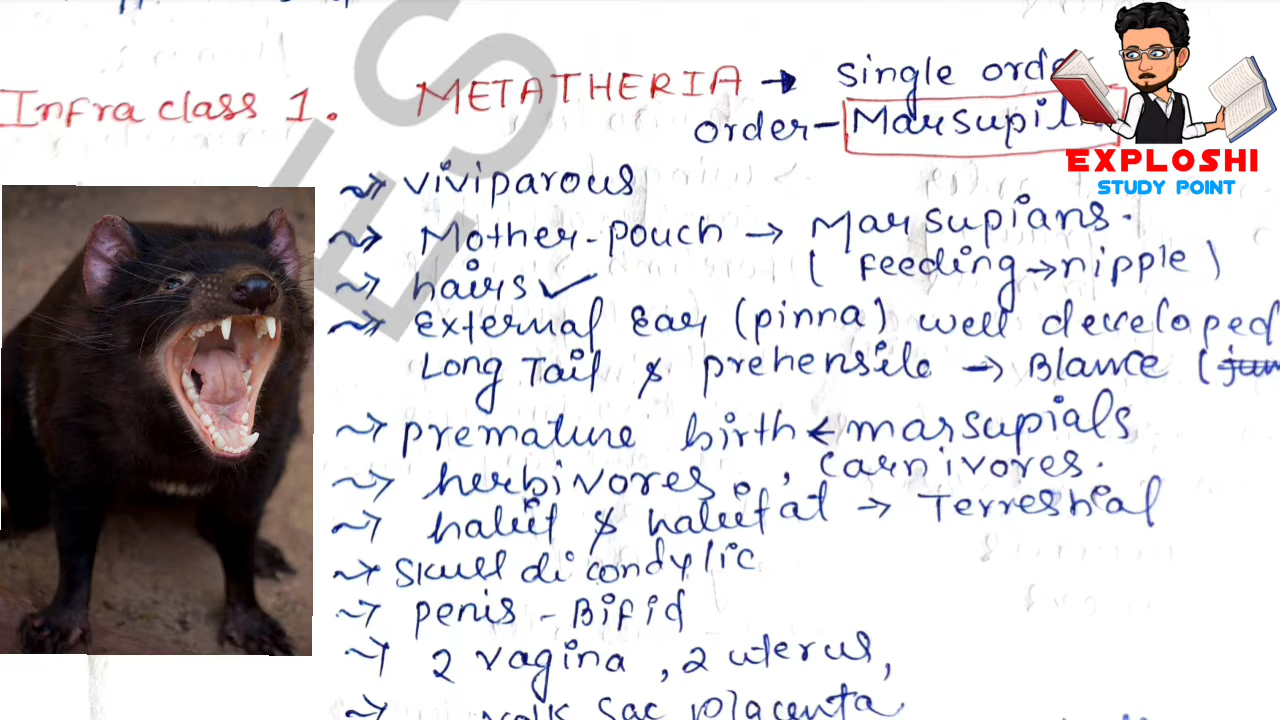 Infra class 1. METATHERIA → single order
order- Marsupil
EXPLOSHI
STUDY POINT
ES
⇝ viviparous
⇝ Mother-pouch → Marsupians.
( feeding → nipple )
⇝ hairs ✓
⇝ External Ear (pinna) well developed
Long Tail & prehensile → Blance (
⇝ premature birth ← marsupials
⇝ herbivores, carnivores.
⇝ habit & habitat → Terrestrial
⇝ skull dicondylic
⇝ penis - Bifid
⇝ 2 vagina, 2 uterus,
⇝ yolk sac placenta